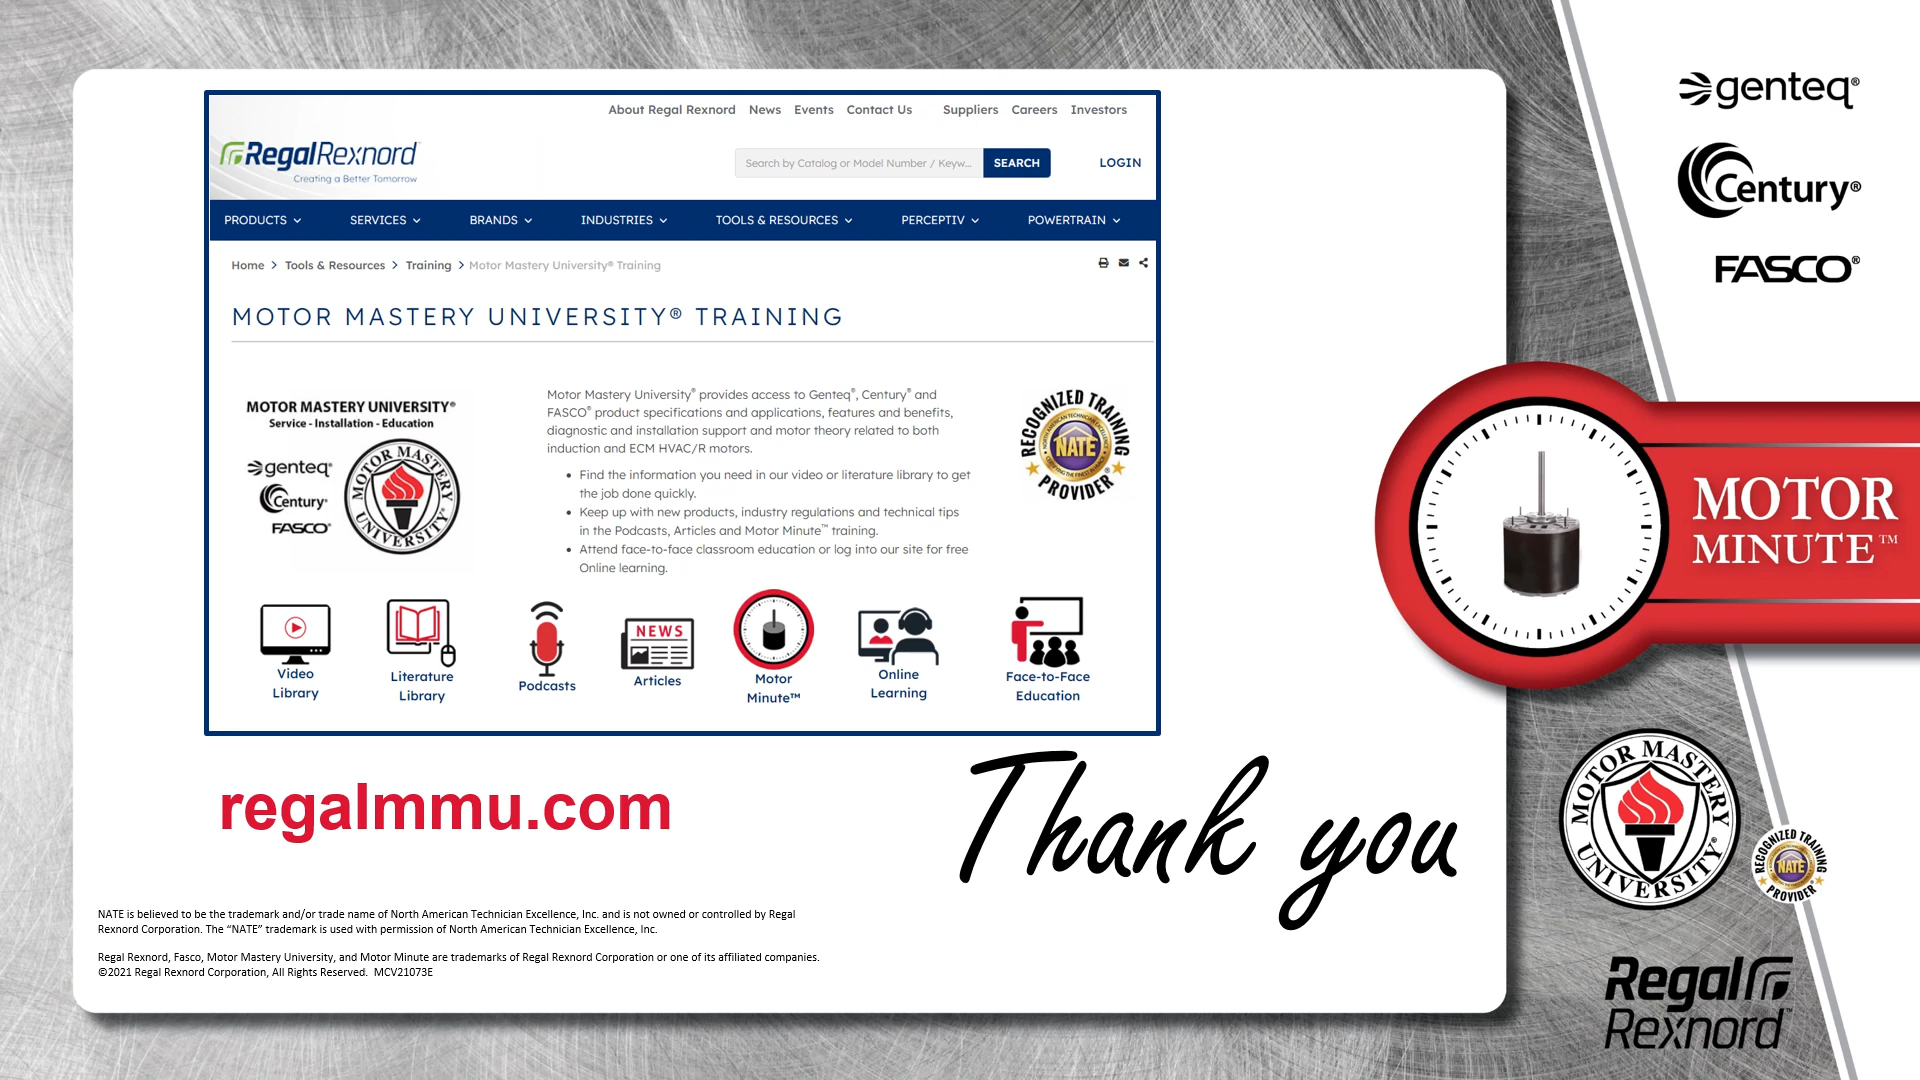 About Regal Rexnord News Events Contact Us Suppliers Careers Investors
RegalRexnord
Creating a Better Tomorrow
Search by Catalog or Model Number / Keyw... SEARCH LOGIN
PRODUCTS SERVICES BRANDS INDUSTRIES TOOLS & RESOURCES PERCEPTIV POWERTRAIN
Home > Tools & Resources > Training > Motor Mastery University® Training
MOTOR MASTERY UNIVERSITY® TRAINING
MOTOR MASTERY UNIVERSITY®
Service - Installation - Education
genteq®
Century®
FASCO®
MOTOR MASTERY UNIVERSITY®
Motor Mastery University® provides access to Genteq®, Century® and
FASCO® product specifications and applications, features and benefits,
diagnostic and installation support and motor theory related to both
induction and ECM HVAC/R motors.
• Find the information you need in our video or literature library to get
the job done quickly.
• Keep up with new products, industry regulations and technical tips
in the Podcasts, Articles and Motor Minute™ training.
• Attend face-to-face classroom education or log into our site for free
Online learning.
RECOGNIZED TRAINING
NORTH AMERICAN TECHNICIAN EXCELLENCE
NATE
PROVIDER
NEWS
Video
Library
Literature
Library
Podcasts
Articles
Motor
Minute™
Online
Learning
Face-to-Face
Education
regalmmu.com
Thank you
NATE is believed to be the trademark and/or trade name of North American Technician Excellence, Inc. and is not owned or controlled by Regal
Rexnord Corporation. The “NATE” trademark is used with permission of North American Technician Excellence, Inc.
Regal Rexnord, Fasco, Motor Mastery University, and Motor Minute are trademarks of Regal Rexnord Corporation or one of its affiliated companies.
©2021 Regal Rexnord Corporation, All Rights Reserved. MCV21073E
genteq®
Century®
FASCO®
MOTOR
MINUTE™
MOTOR MASTERY UNIVERSITY®
RECOGNIZED TRAINING
NATE
PROVIDER
Regal
Rexnord™